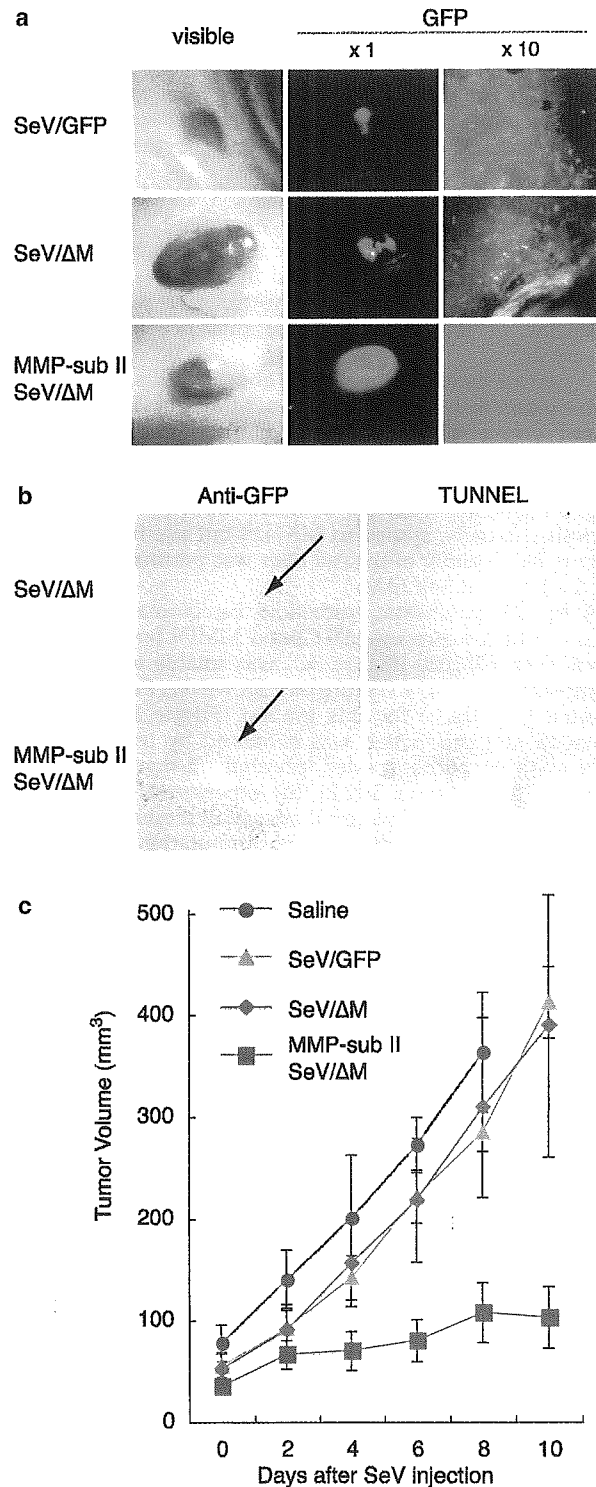 a
GFP
visible
x 1
x 10
SeV/GFP
SeV/ΔM
MMP-sub II
SeV/ΔM
b
Anti-GFP
TUNNEL
SeV/ΔM
MMP-sub II
SeV/ΔM
c
Saline
SeV/GFP
SeV/ΔM
MMP-sub II
SeV/ΔM
Tumor Volume (mm³)
500
400
300
200
100
0
0 2 4 6 8 10
Days after SeV injection